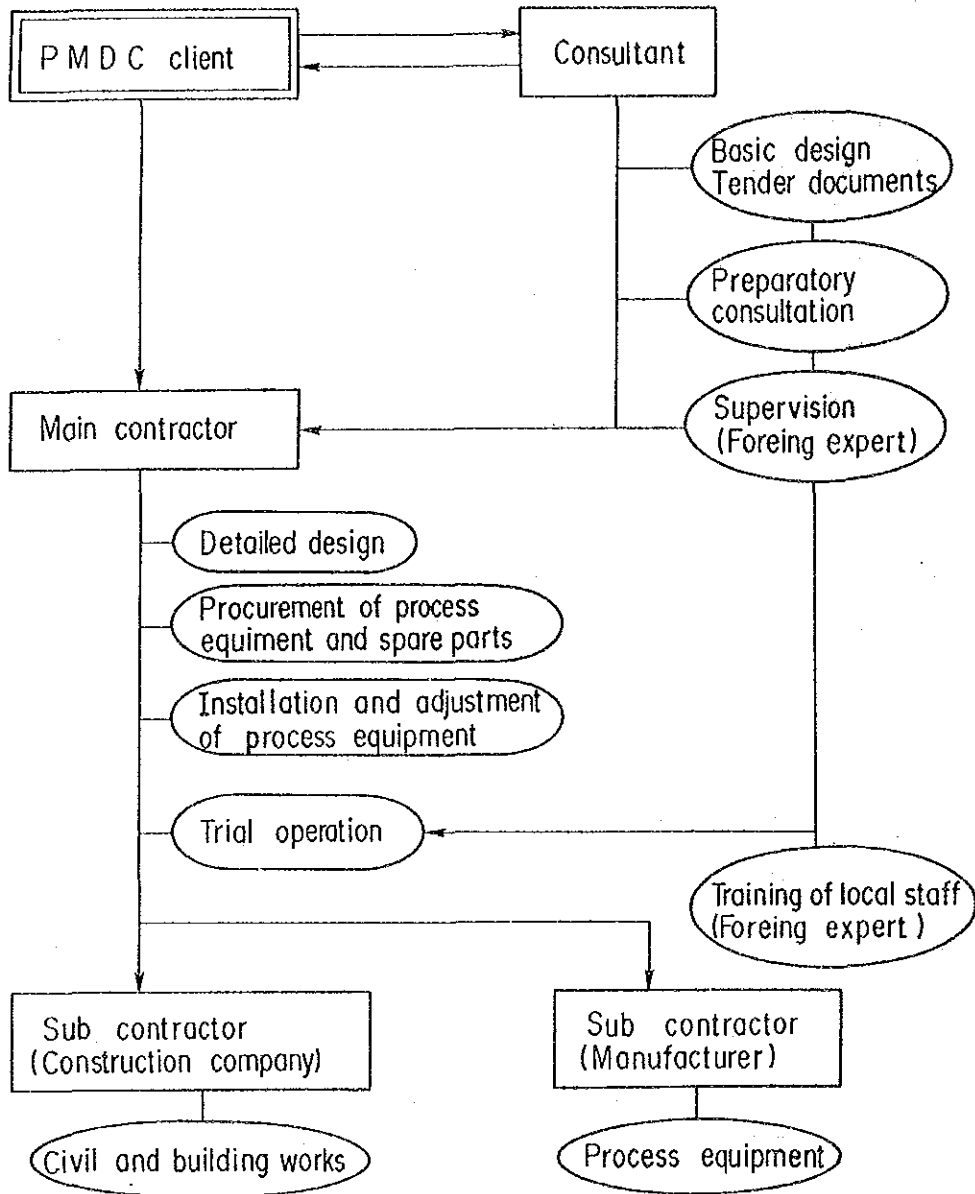 PMDC client
Consultant
Basic design
Tender documents
Preparatory
consultation
Supervision
(Foreing expert)
Main contractor
Detailed design
Procurement of process
equiment and spare parts
Installation and adjustment
of process equipment
Trial operation
Training of local staff
(Foreing expert)
Sub contractor
(Construction company)
Sub contractor
(Manufacturer)
Civil and building works
Process equipment